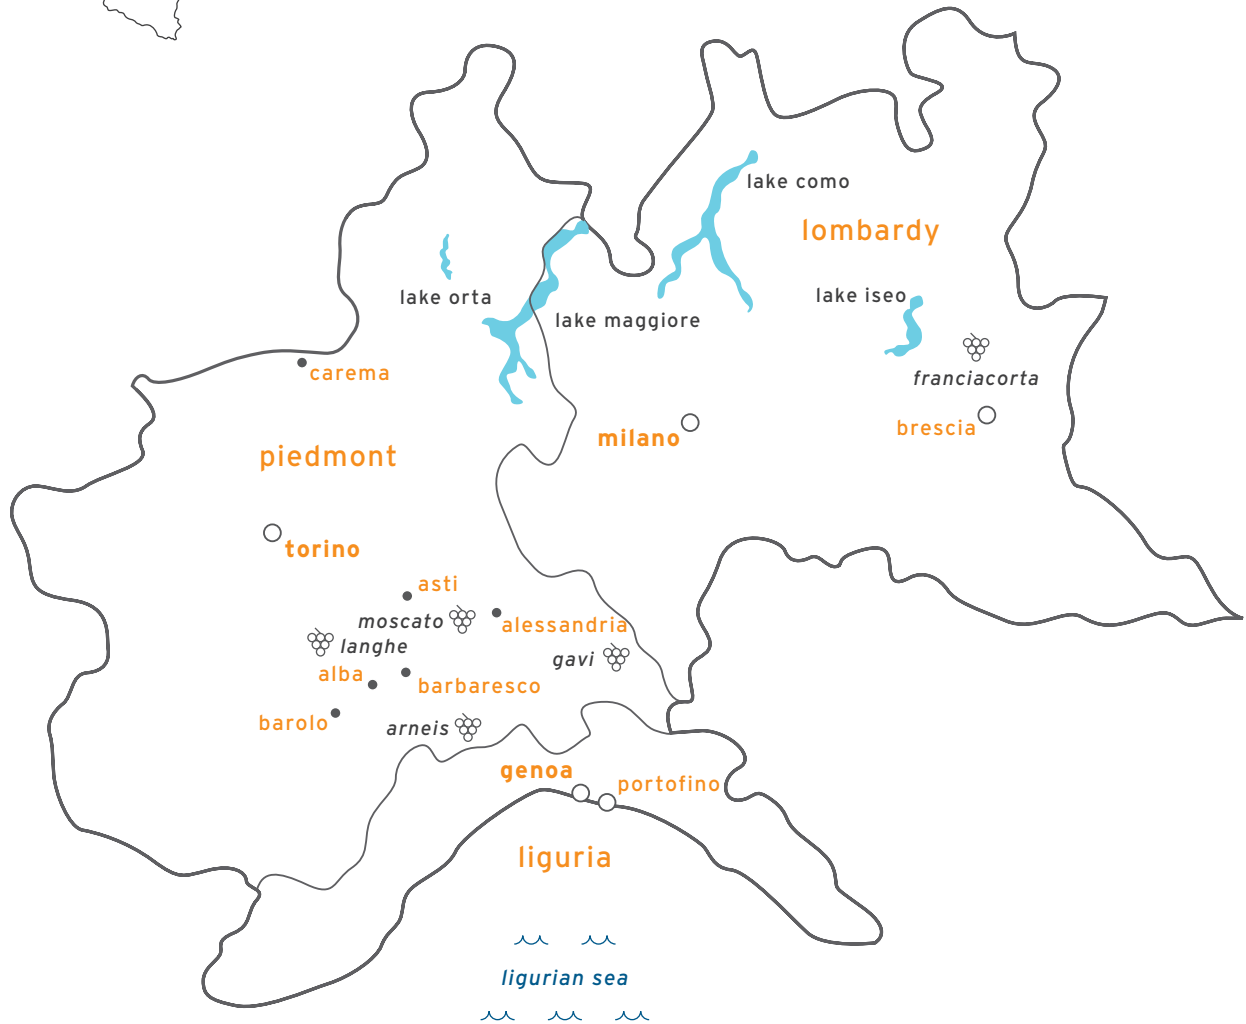 lake como
lombardy
lake orta
lake iseo
lake maggiore
carema
franciacorta
brescia
milano
piedmont
torino
asti
moscato
alessandria
langhe
gavi
alba
barbaresco
barolo
arneis
genoa
portofino
liguria
ligurian sea